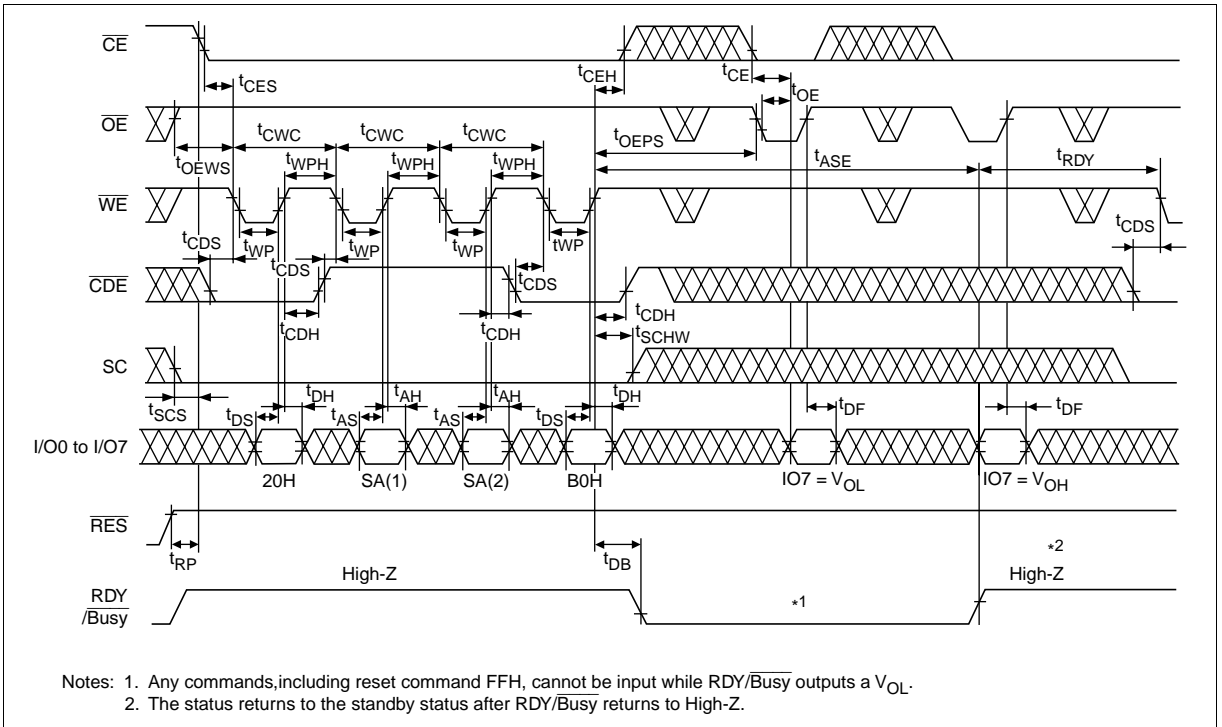 CE
tCES
tCEH
tCE
tOE
OE
tOEWS
tCWC
tCWC
tCWC
tOEPS
tWPH
tWPH
tWPH
tASE
tRDY
WE
tWP
tWP
tWP
tWP
tCDS
tCDS
tCDS
tCDS
CDE
tCDH
tCDH
tCDH
tSCHW
SC
tSCS
tDS
tDH
tAS
tAH
tAS
tAH
tDS
tDH
tDF
tDF
I/O0 to I/O7
20H
SA(1)
SA(2)
B0H
IO7 = VOL
IO7 = VOH
RES
tRP
tDB
*2
High-Z
High-Z
RDY
/Busy
*1
Notes: 1. Any commands,including reset command FFH, cannot be input while RDY/Busy outputs a VOL.
2. The status returns to the standby status after RDY/Busy returns to High-Z.